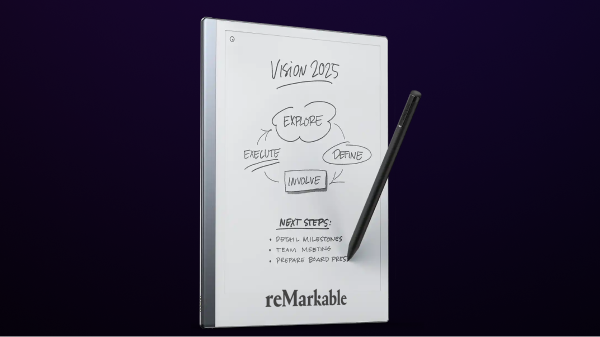 Vision 2025
EXPLORE
EXECUTE
DEFINE
INVOLVE
NEXT STEPS:
• DETAIL MILESTONES
• TEAM MEETING
• PREPARE BOARD PRES
reMarkable